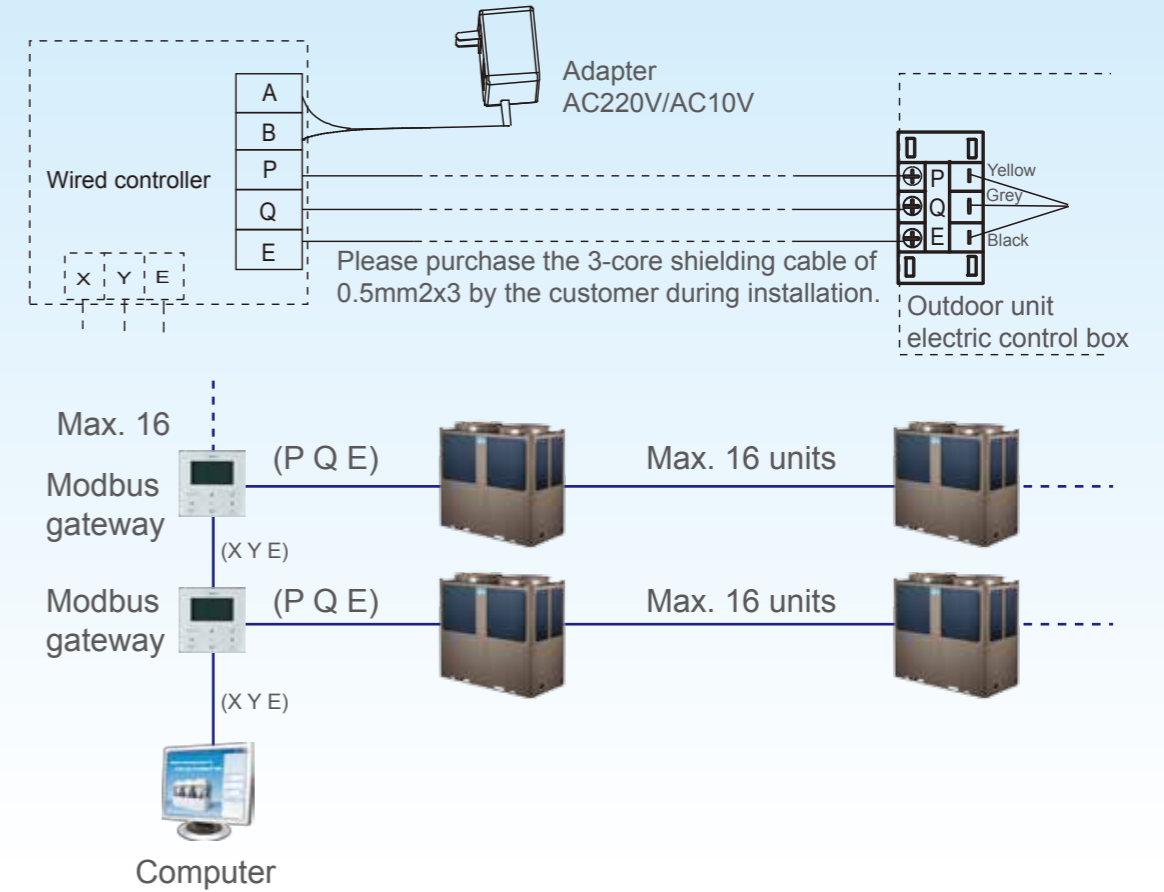 Adapter
AC220V/AC10V
A
B
P
Q
E
Wired controller
X Y E
P
Q
E
Yellow
Grey
Black
Please purchase the 3-core shielding cable of
0.5mm2x3 by the customer during installation.
Outdoor unit
electric control box
Max. 16
Modbus
gateway
(P Q E)
Max. 16 units
(X Y E)
Modbus
gateway
(P Q E)
Max. 16 units
(X Y E)
Computer